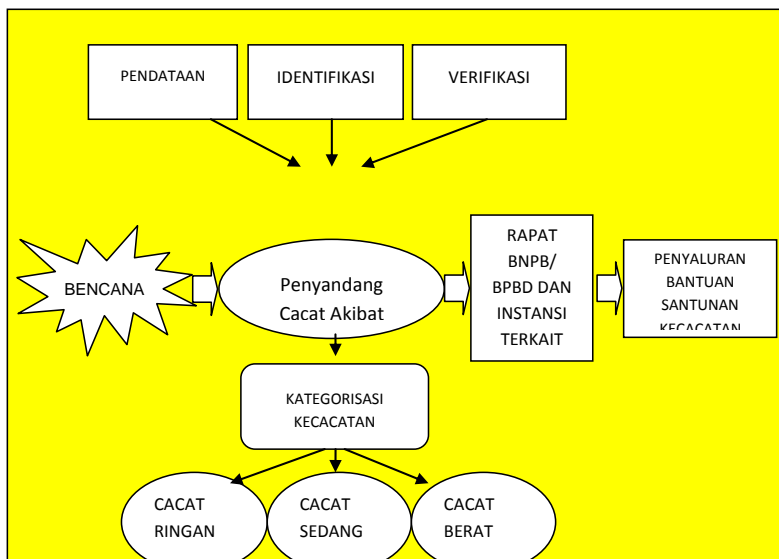 PENDATAAN
IDENTIFIKASI
VERIFIKASI
BENCANA
Penyandang
Cacat Akibat
RAPAT
BNPB/
BPBD DAN
INSTANSI
TERKAIT
PENYALURAN
BANTUAN
SANTUNAN
KECACATAN
KATEGORISASI
KECACATAN
CACAT
RINGAN
CACAT
SEDANG
CACAT
BERAT